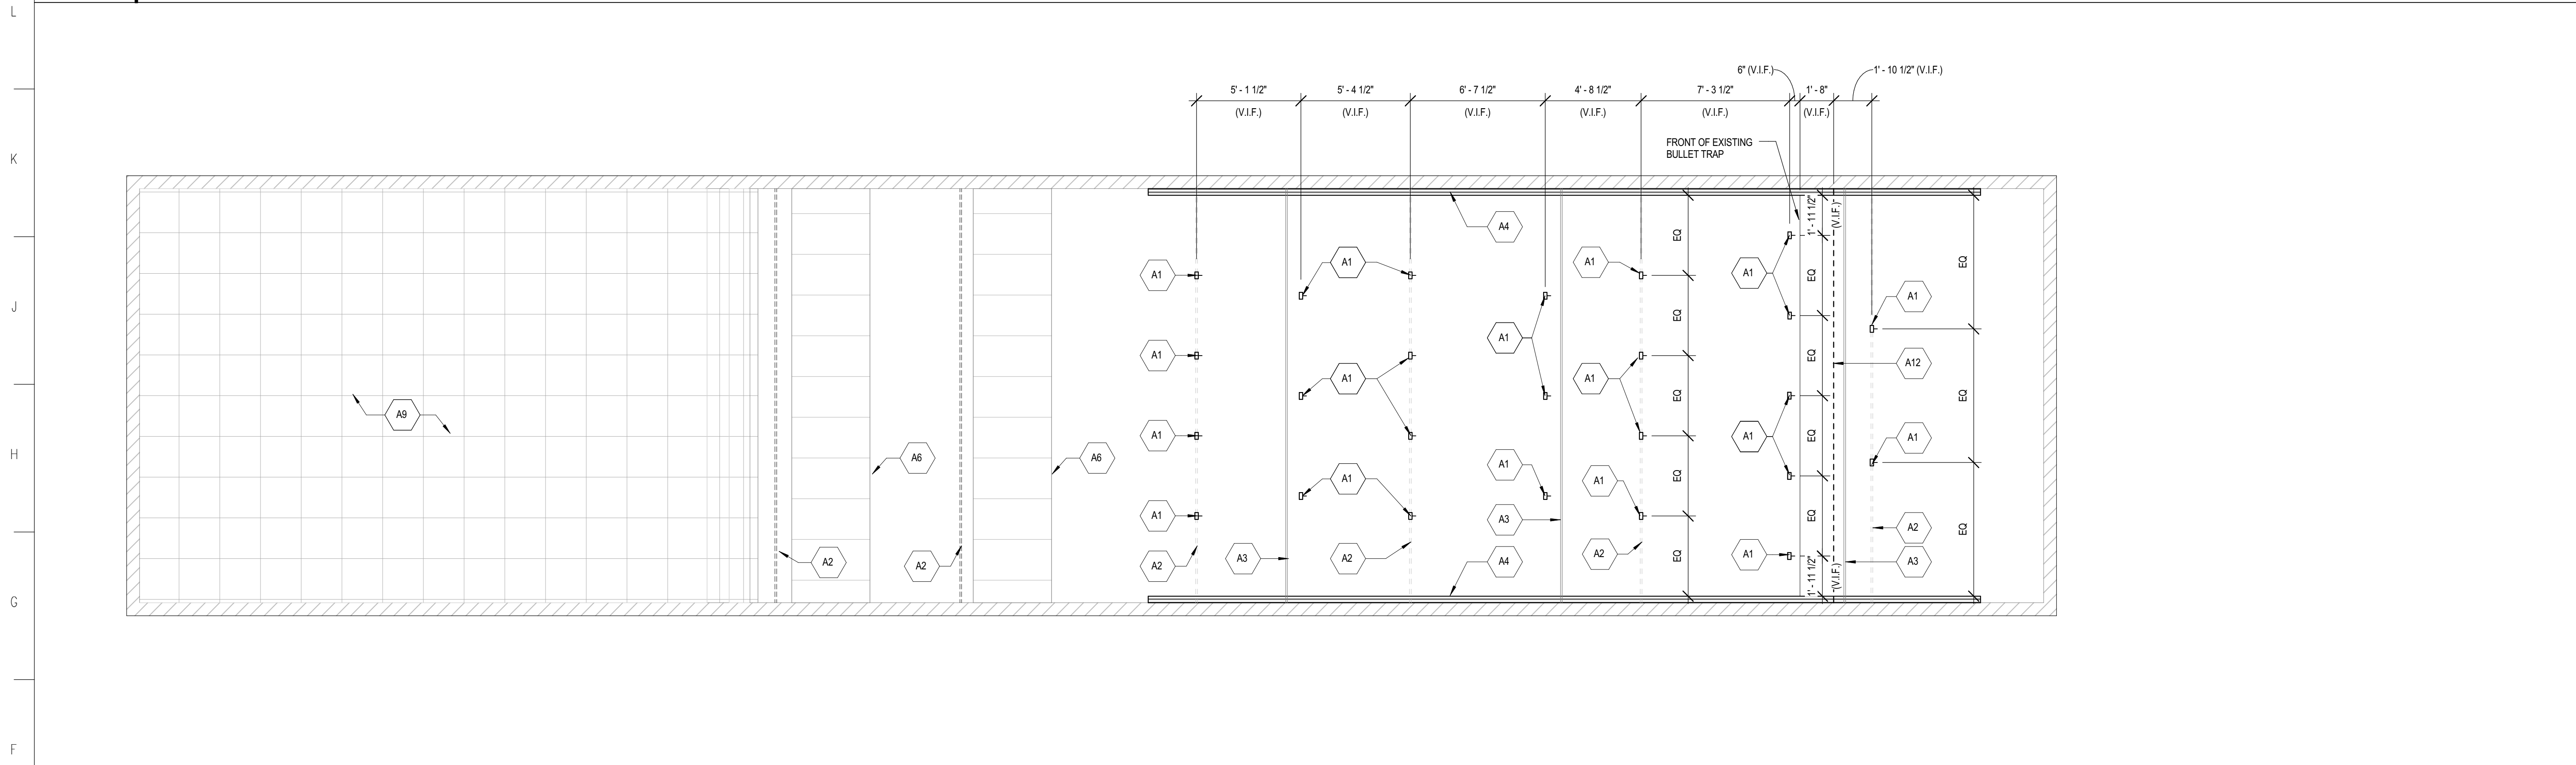 L
K
J
H
G
F
6" (V.I.F.)
1' - 10 1/2" (V.I.F.)
5' - 1 1/2"
(V.I.F.)
5' - 4 1/2"
(V.I.F.)
6' - 7 1/2"
(V.I.F.)
4' - 8 1/2"
(V.I.F.)
7' - 3 1/2"
(V.I.F.)
1' - 8"
(V.I.F.)
FRONT OF EXISTING
BULLET TRAP
1' - 11 1/2"
(V.I.F.)
A4
EQ
EQ
A1
A1
A1
A1
A1
EQ
A1
EQ
EQ
A1
A1
EQ
A12
A1
A1
A1
EQ
EQ
A9
A1
A1
EQ
A1
A6
A6
A1
A1
A1
EQ
A1
A3
EQ
A2
EQ
A2
A2
A2
A3
A2
A4
A2
EQ
A1
A3
1' - 11 1/2"
(V.I.F.)